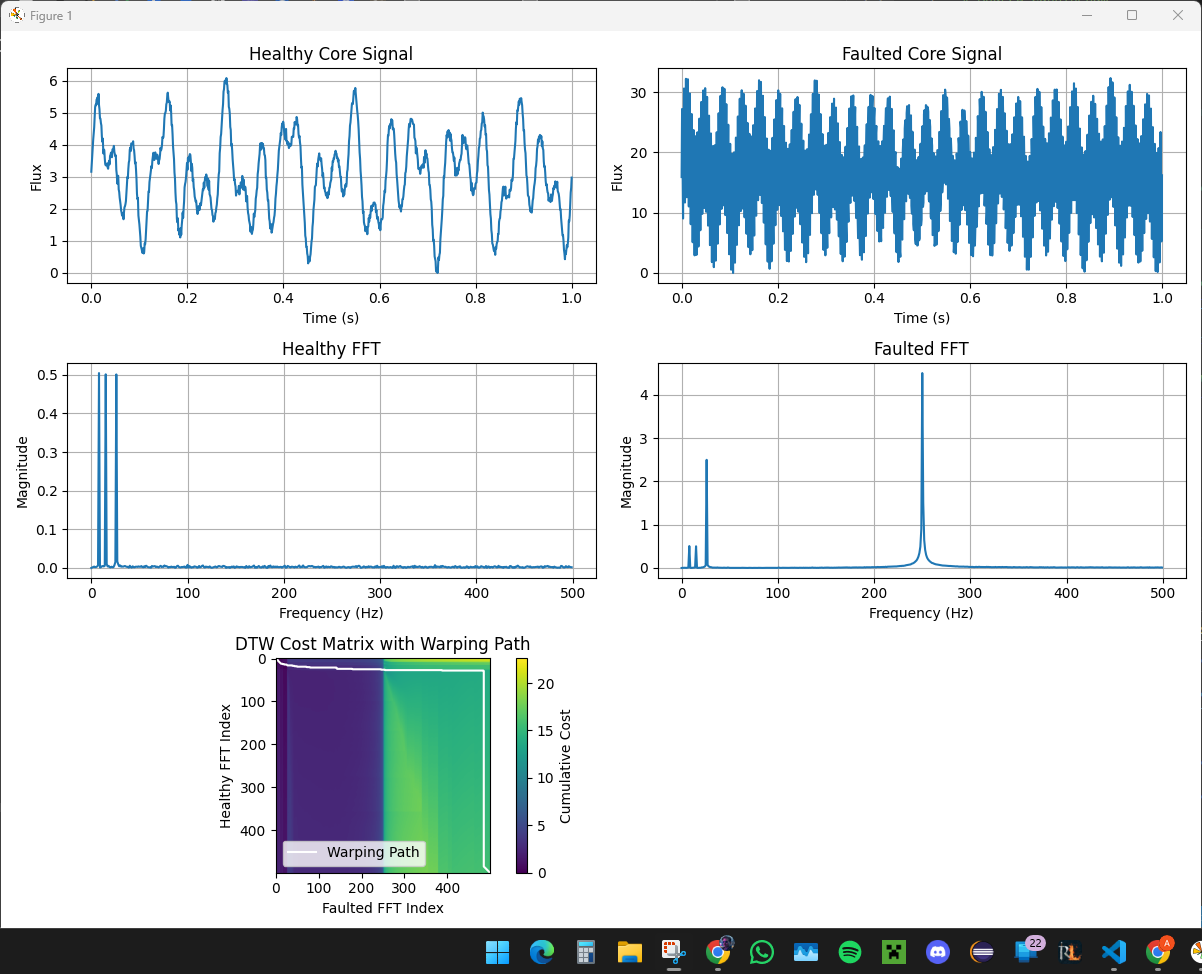 Figure 1
Healthy Core Signal
Faulted Core Signal
Flux
6
5
4
3
2
1
0
0.0 0.2 0.4 0.6 0.8 1.0
Time (s)
Flux
30
20
10
0
0.0 0.2 0.4 0.6 0.8 1.0
Time (s)
Healthy FFT
Faulted FFT
Magnitude
0.5
0.4
0.3
0.2
0.1
0.0
0 100 200 300 400 500
Frequency (Hz)
Magnitude
4
3
2
1
0
0 100 200 300 400 500
Frequency (Hz)
DTW Cost Matrix with Warping Path
Healthy FFT Index
0
100
200
300
400
Warping Path
0 100 200 300 400
Faulted FFT Index
20
15
10
5
0
Cumulative Cost
22
RL
A